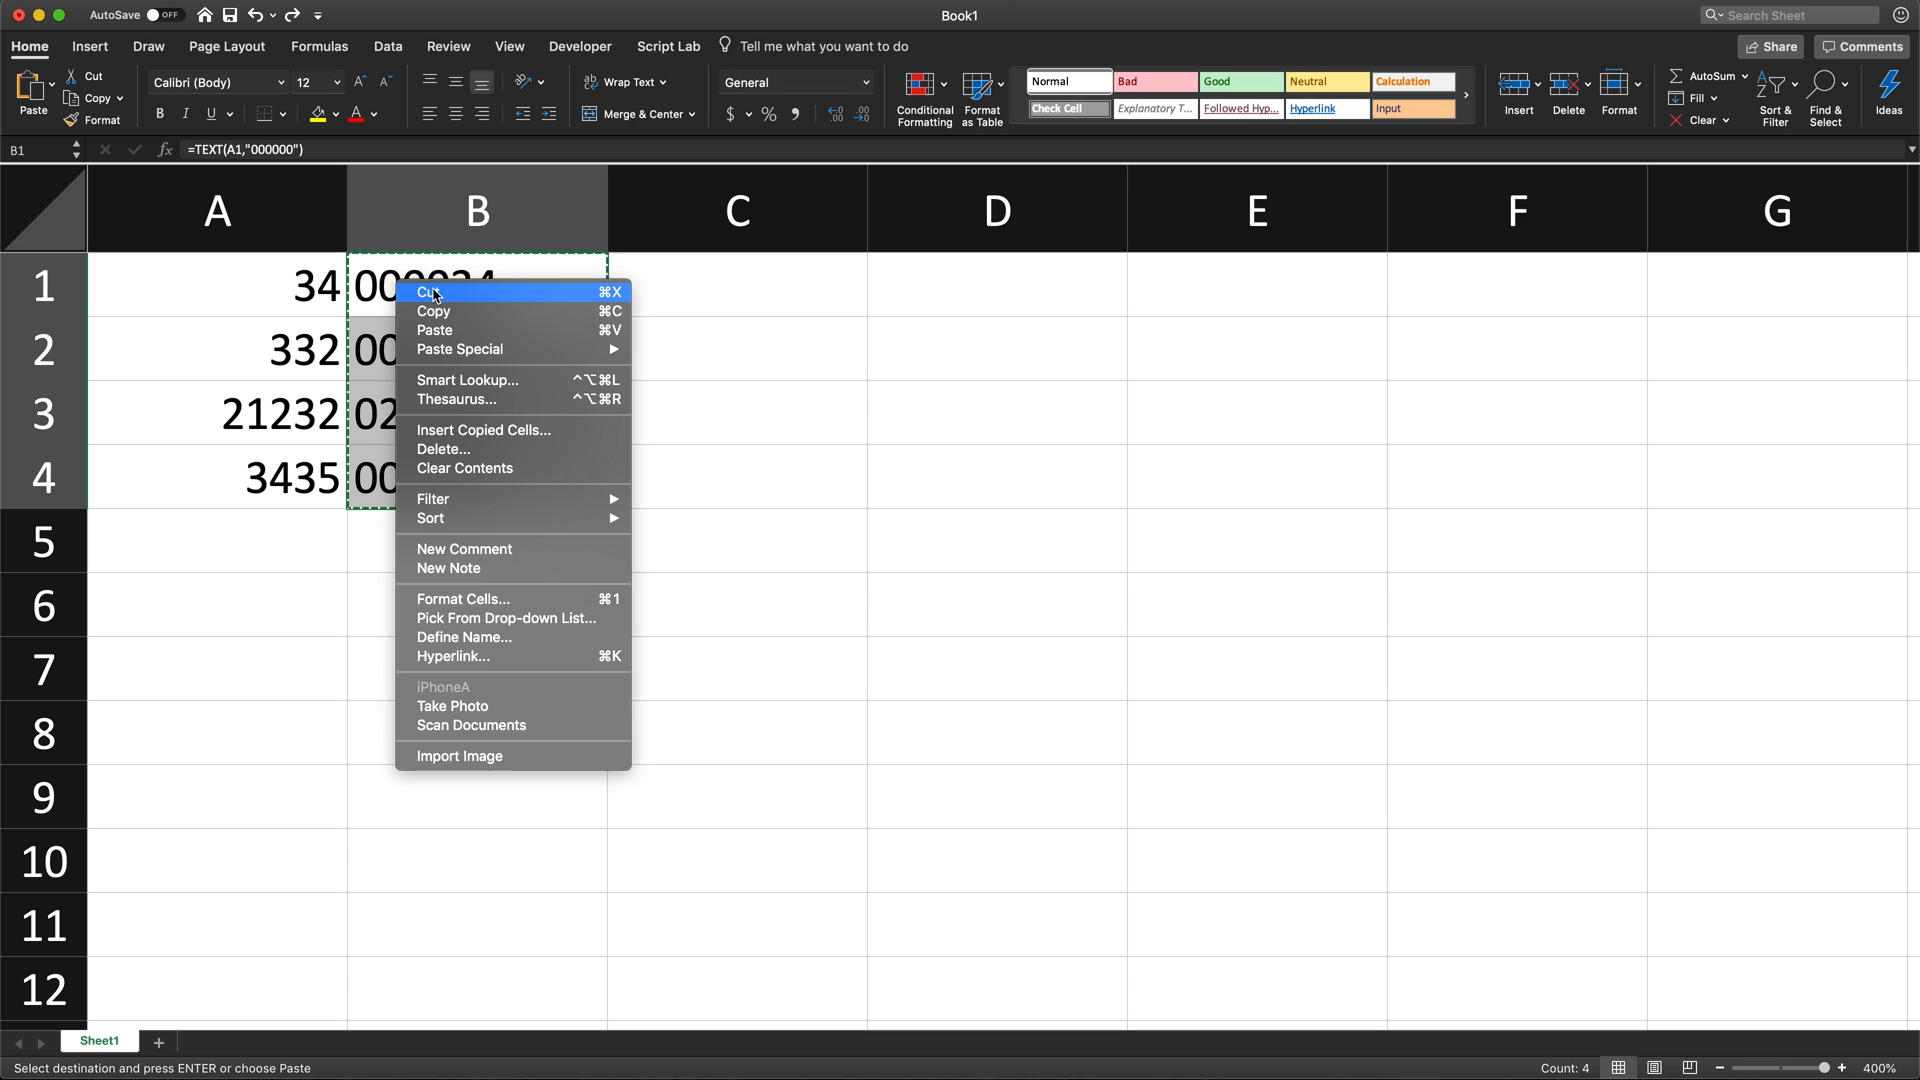 AutoSave OFF Book1 Search Sheet
Home Insert Draw Page Layout Formulas Data Review View Developer Script Lab Tell me what you want to do Share Comments
Paste Cut Copy Format
Calibri (Body) 12
B I U
Wrap Text
Merge & Center
General
$ % 
Conditional Formatting
Format as Table
Normal Bad Good Neutral Calculation
Check Cell Explanatory T... Followed Hyp... Hyperlink Input
Insert Delete Format
AutoSum
Fill
Clear
Sort & Filter
Find & Select
Ideas
B1 fx =TEXT(A1,"000000")
A B C D E F G
1 34
2 332
3 21232
4 3435
5
6
7
8
9
10
11
12
Cut ⌘X
Copy ⌘C
Paste ⌘V
Paste Special
Smart Lookup... ^⌥⌘L
Thesaurus... ^⌥⌘R
Insert Copied Cells...
Delete...
Clear Contents
Filter
Sort
New Comment
New Note
Format Cells... ⌘1
Pick From Drop-down List...
Define Name...
Hyperlink... ⌘K
iPhoneA
Take Photo
Scan Documents
Import Image
Sheet1 +
Select destination and press ENTER or choose Paste Count: 4 400%